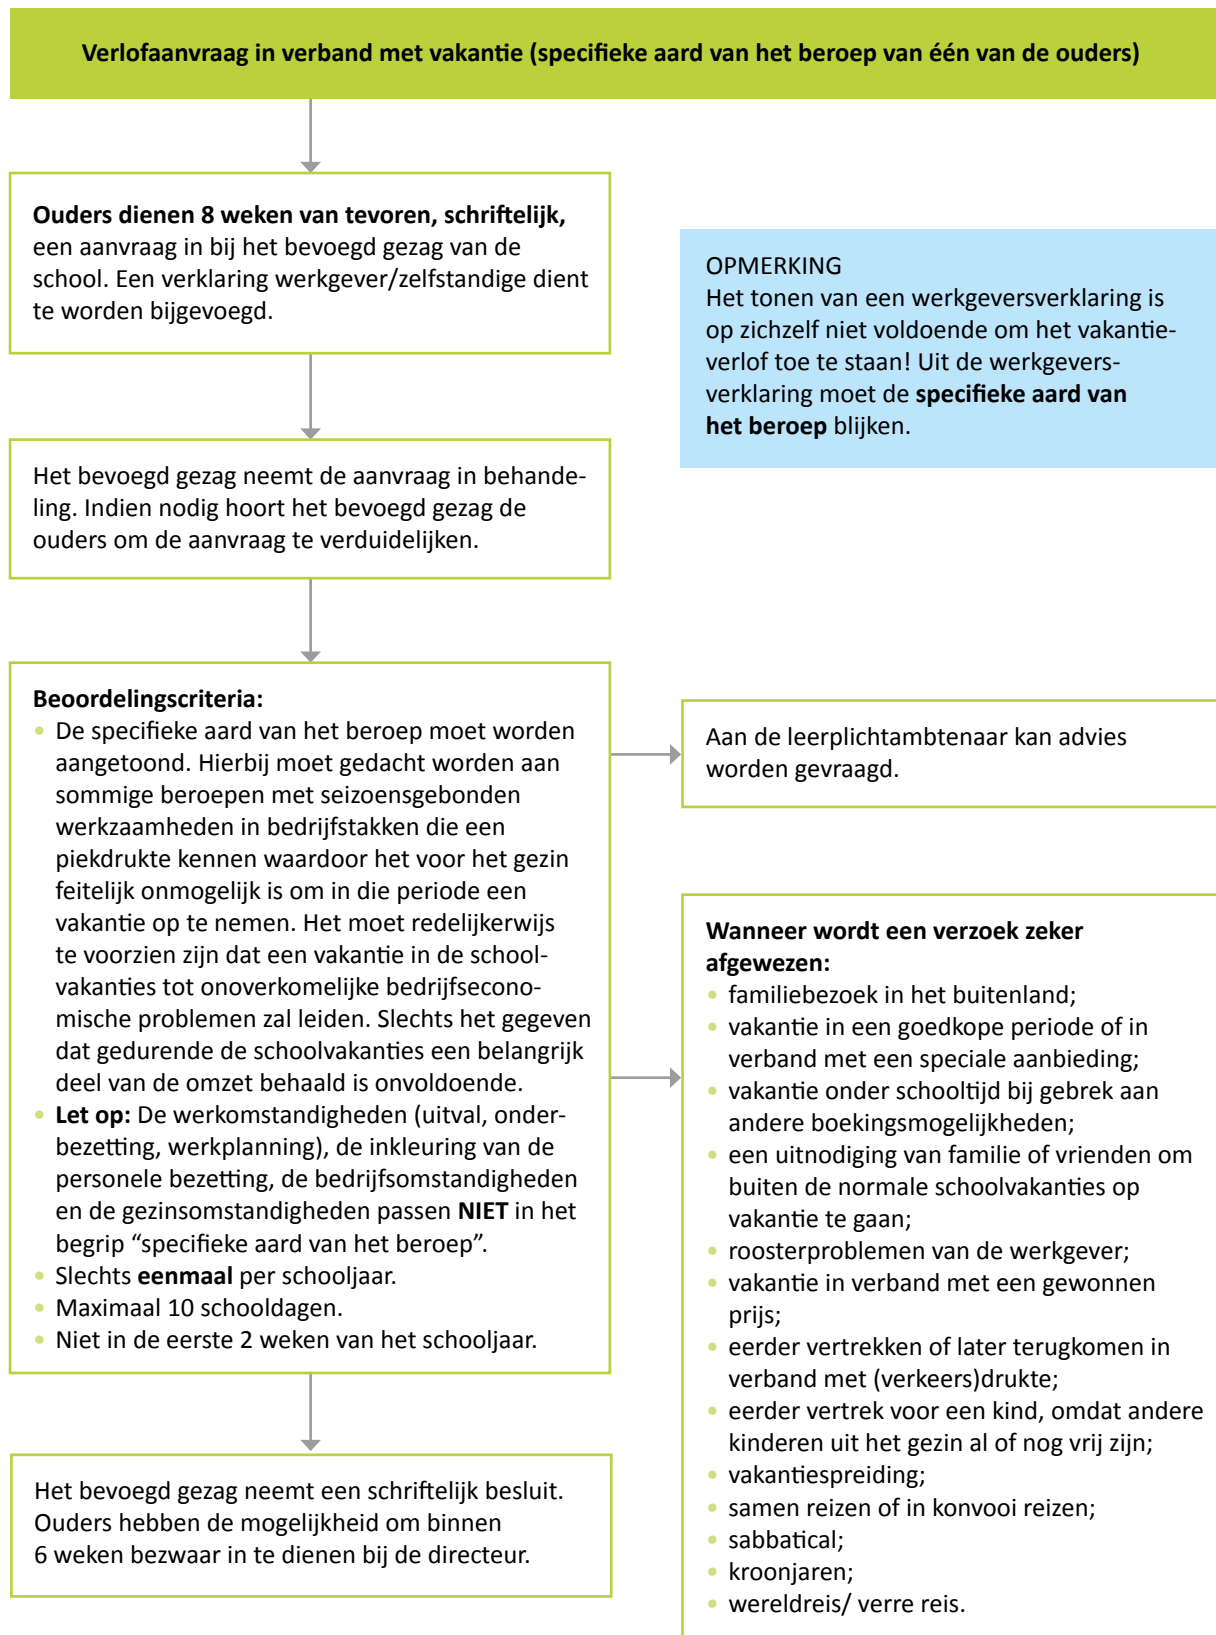 Verlofaanvraag in verband met vakantie (specifieke aard van het beroep van één van de ouders)
Ouders dienen 8 weken van tevoren, schriftelijk,
een aanvraag in bij het bevoegd gezag van de
school. Een verklaring werkgever/zelfstandige dient
te worden bijgevoegd.
OPMERKING
Het tonen van een werkgeversverklaring is
op zichzelf niet voldoende om het vakantie-
verlof toe te staan! Uit de werkgevers-
verklaring moet de specifieke aard van
het beroep blijken.
Het bevoegd gezag neemt de aanvraag in behande-
ling. Indien nodig hoort het bevoegd gezag de
ouders om de aanvraag te verduidelijken.
Beoordelingscriteria:
• De specifieke aard van het beroep moet worden
aangetoond. Hierbij moet gedacht worden aan
sommige beroepen met seizoensgebonden
werkzaamheden in bedrijfstakken die een
piekdrukte kennen waardoor het voor het gezin
feitelijk onmogelijk is om in die periode een
vakantie op te nemen. Het moet redelijkerwijs
te voorzien zijn dat een vakantie in de school-
vakanties tot onoverkomelijke bedrijfsecono-
mische problemen zal leiden. Slechts het gegeven
dat gedurende de schoolvakanties een belangrijk
deel van de omzet behaald is onvoldoende.
• Let op: De werkomstandigheden (uitval, onder-
bezetting, werkplanning), de inkleuring van de
personele bezetting, de bedrijfsomstandigheden
en de gezinsomstandigheden passen NIET in het
begrip “specifieke aard van het beroep”.
• Slechts eenmaal per schooljaar.
• Maximaal 10 schooldagen.
• Niet in de eerste 2 weken van het schooljaar.
Aan de leerplichtambtenaar kan advies
worden gevraagd.
Wanneer wordt een verzoek zeker
afgewezen:
• familiebezoek in het buitenland;
• vakantie in een goedkope periode of in
verband met een speciale aanbieding;
• vakantie onder schooltijd bij gebrek aan
andere boekingsmogelijkheden;
• een uitnodiging van familie of vrienden om
buiten de normale schoolvakanties op
vakantie te gaan;
• roosterproblemen van de werkgever;
• vakantie in verband met een gewonnen
prijs;
• eerder vertrekken of later terugkomen in
verband met (verkeers)drukte;
• eerder vertrek voor een kind, omdat andere
kinderen uit het gezin al of nog vrij zijn;
• vakantiespreiding;
• samen reizen of in konvooi reizen;
• sabbatical;
• kroonjaren;
• wereldreis/ verre reis.
Het bevoegd gezag neemt een schriftelijk besluit.
Ouders hebben de mogelijkheid om binnen
6 weken bezwaar in te dienen bij de directeur.